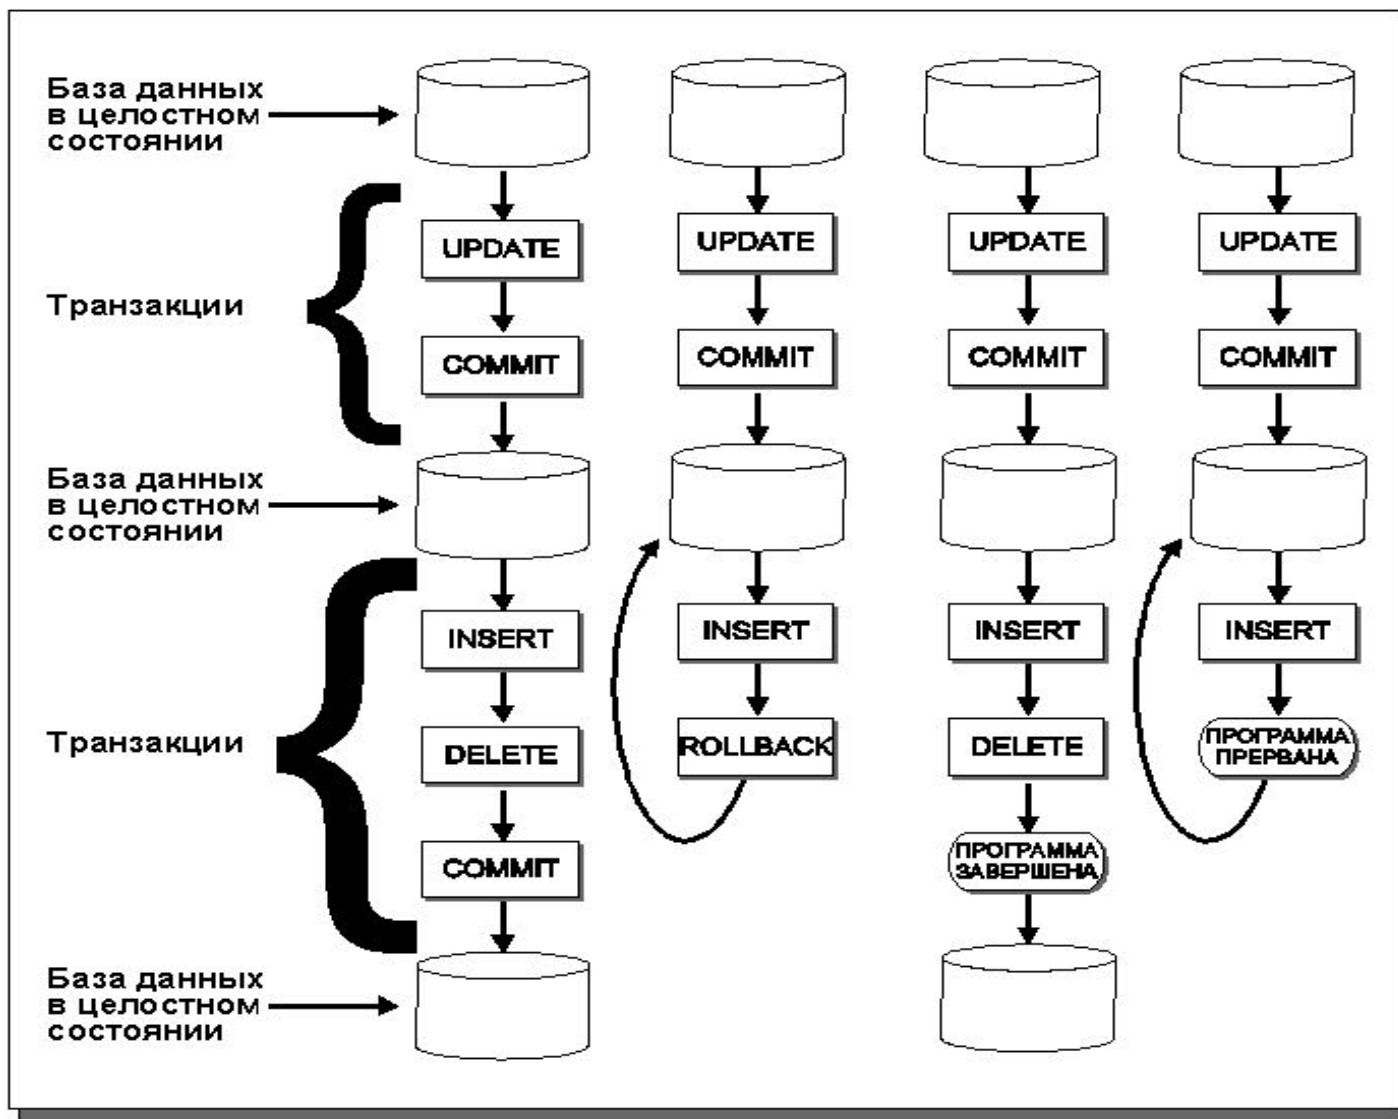 База данных
в целостном
состоянии
UPDATE UPDATE UPDATE UPDATE
Транзакции
COMMIT COMMIT COMMIT COMMIT
База данных
в целостном
состоянии
INSERT INSERT INSERT INSERT
Транзакции
DELETE ROLLBACK DELETE ПРОГРАММА
ПРЕРВАНА
COMMIT ПРОГРАММА
ЗАВЕРШЕНА
База данных
в целостном
состоянии